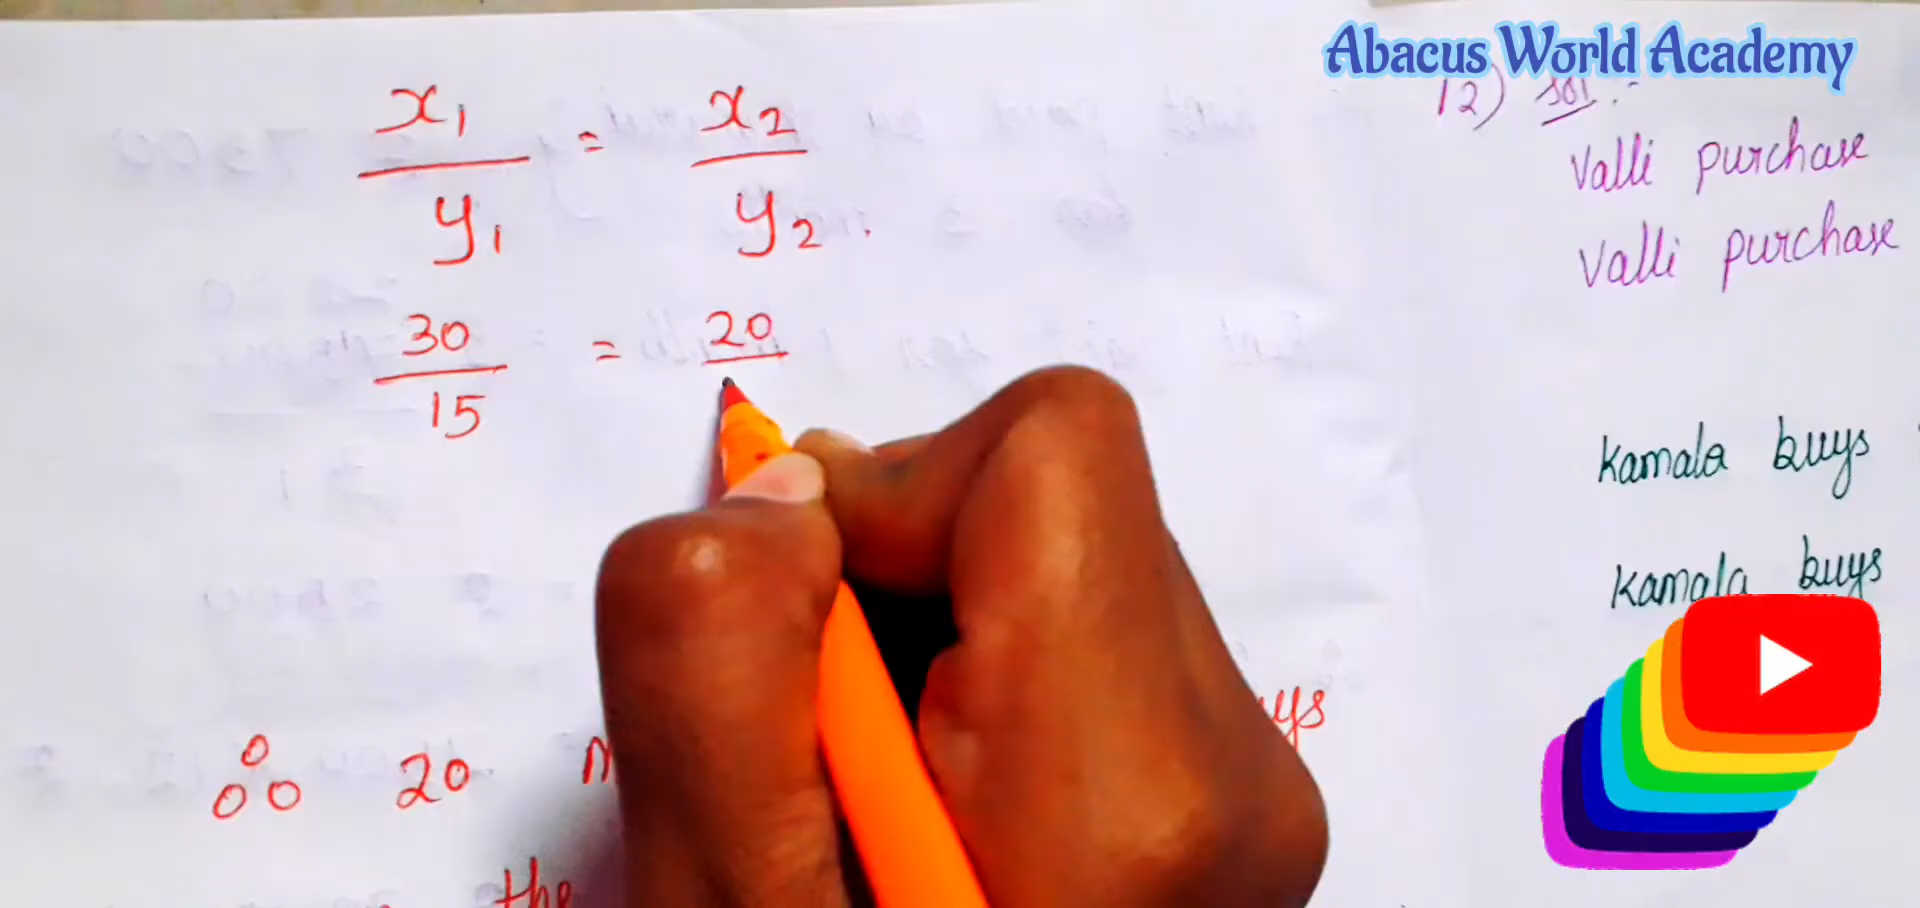 Abacus World Academy
x₁ = x₂
y₁ y₂.
30 = 20
15
∴ 20
the
12) Sol :-
Valli purchase
Valli purchase
Kamala buys
Kamala buys